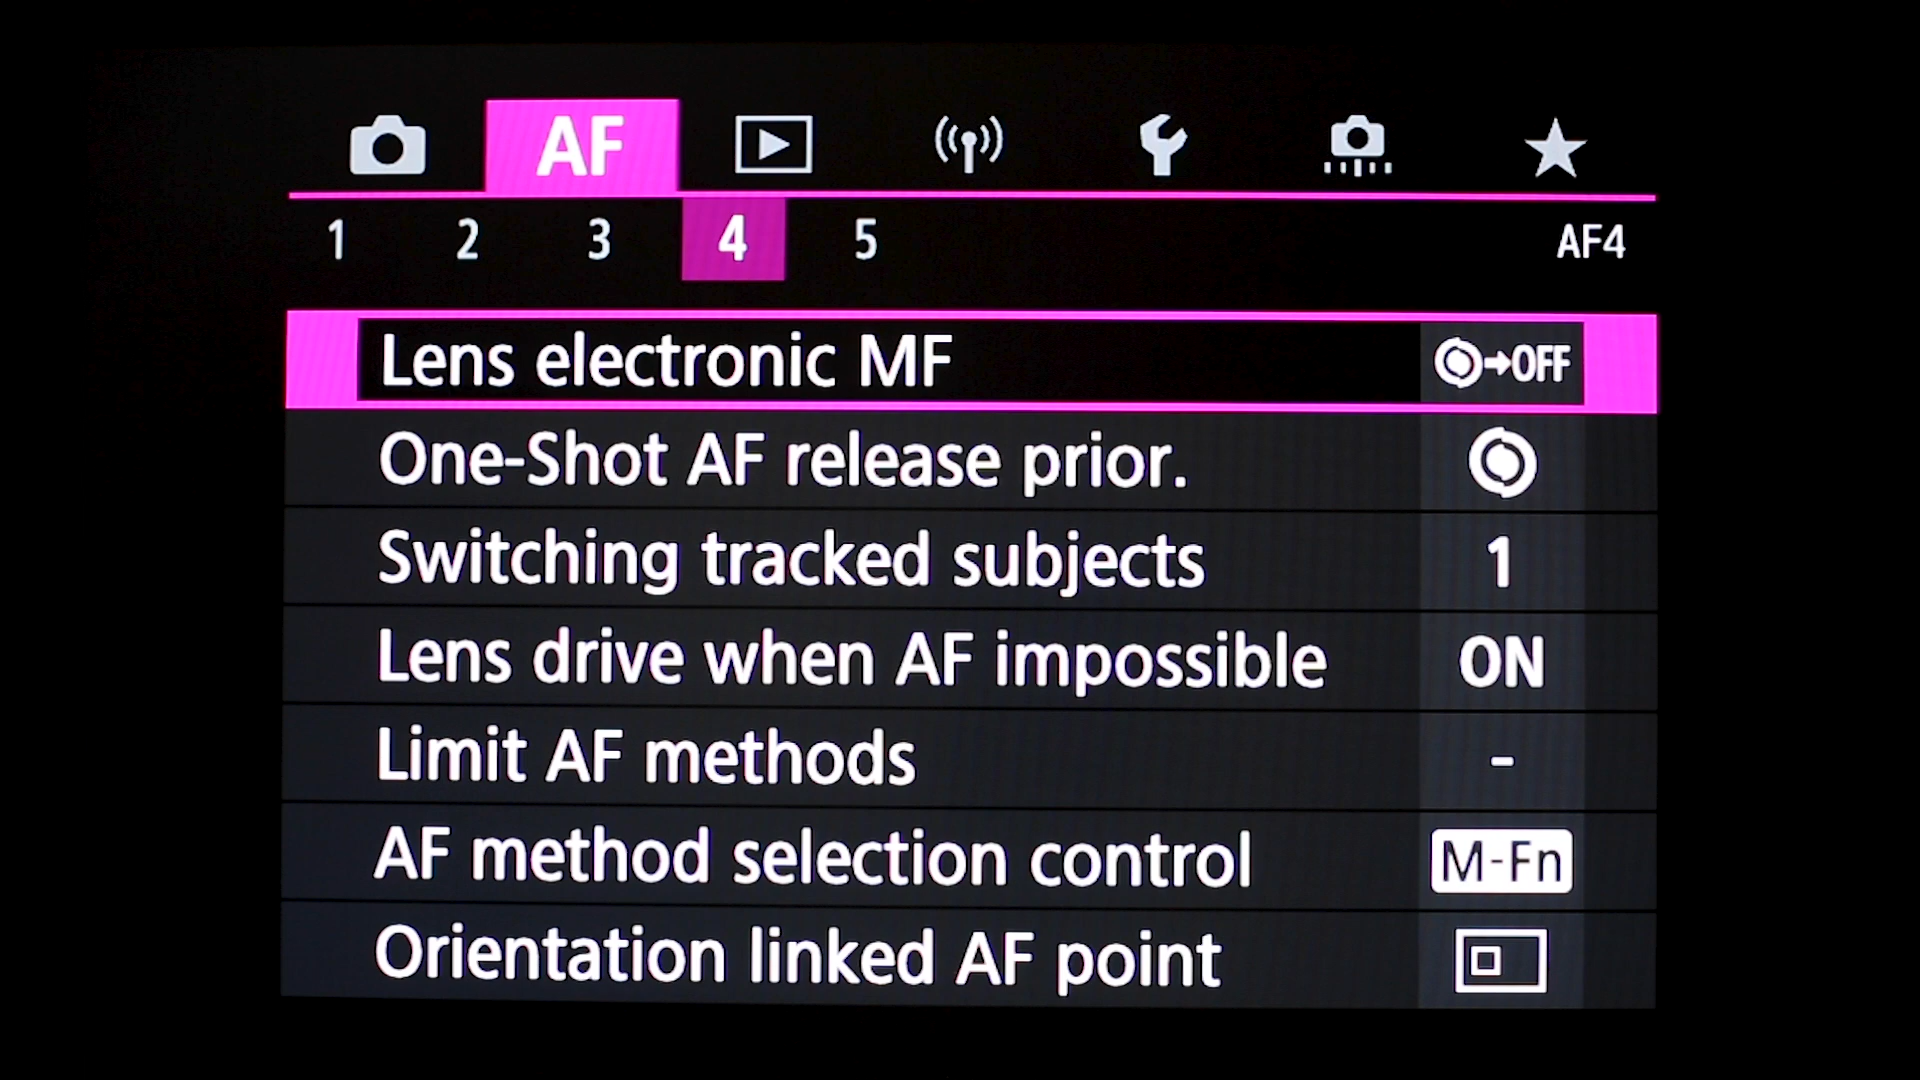 AF
1 2 3 4 5 AF4
Lens electronic MF →OFF
One-Shot AF release prior.
Switching tracked subjects 1
Lens drive when AF impossible ON
Limit AF methods -
AF method selection control M-Fn
Orientation linked AF point